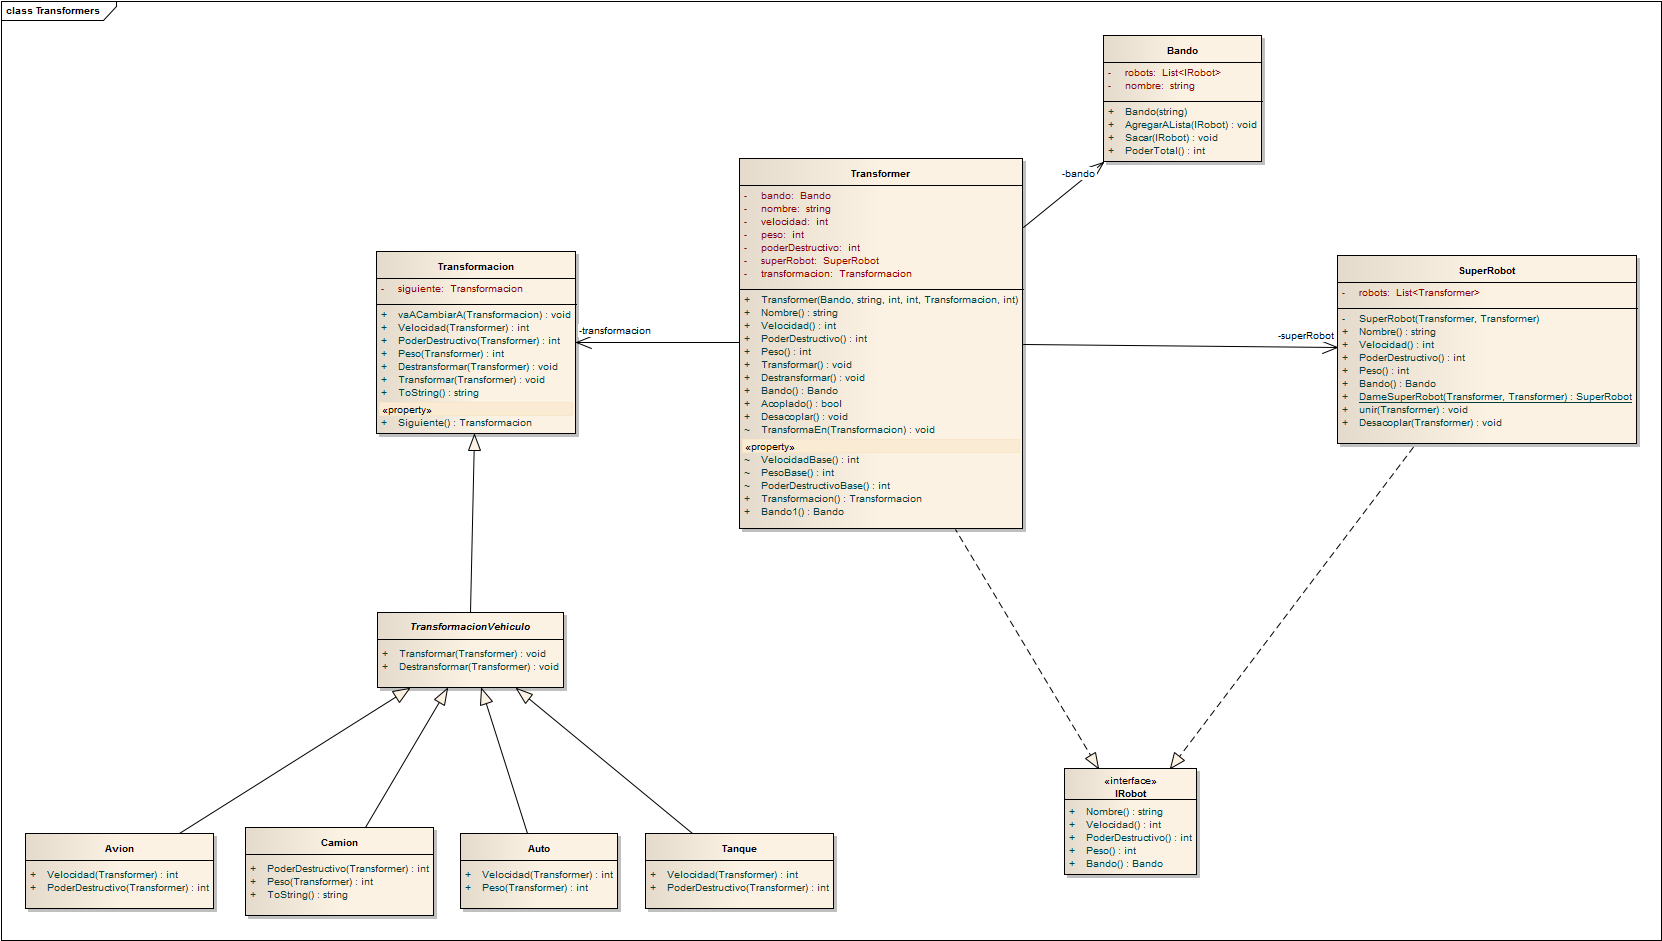 class Transformers
Bando
- robots: List<IRobot>
- nombre: string
+ Bando(string)
+ AgregarALista(IRobot) : void
+ Sacar(IRobot) : void
+ PoderTotal() : int
-bando
Transformer
- bando: Bando
- nombre: string
- velocidad: int
- peso: int
- poderDestructivo: int
- superRobot: SuperRobot
- transformacion: Transformacion
+ Transformer(Bando, string, int, int, Transformacion, int)
+ Nombre() : string
+ Velocidad() : int
+ PoderDestructivo() : int
+ Peso() : int
+ Transformar() : void
+ Destransformar() : void
+ Bando() : Bando
+ Acoplado() : bool
+ Desacoplar() : void
~ TransformaEn(Transformacion) : void
«property»
~ VelocidadBase() : int
~ PesoBase() : int
~ PoderDestructivoBase() : int
+ Transformacion() : Transformacion
+ Bando1() : Bando
Transformacion
- siguiente: Transformacion
+ vaACambiarA(Transformacion) : void
+ Velocidad(Transformer) : int
+ PoderDestructivo(Transformer) : int
+ Peso(Transformer) : int
+ Destransformar(Transformer) : void
+ Transformar(Transformer) : void
+ ToString() : string
«property»
+ Siguiente() : Transformacion
-transformacion
-superRobot
SuperRobot
- robots: List<Transformer>
- SuperRobot(Transformer, Transformer)
+ Nombre() : string
+ Velocidad() : int
+ PoderDestructivo() : int
+ Peso() : int
+ Bando() : Bando
+ DameSuperRobot(Transformer, Transformer) : SuperRobot
+ unir(Transformer) : void
+ Desacoplar(Transformer) : void
TransformacionVehiculo
+ Transformar(Transformer) : void
+ Destransformar(Transformer) : void
Avion
+ Velocidad(Transformer) : int
+ PoderDestructivo(Transformer) : int
Camion
+ PoderDestructivo(Transformer) : int
+ Peso(Transformer) : int
+ ToString() : string
Auto
+ Velocidad(Transformer) : int
+ Peso(Transformer) : int
Tanque
+ Velocidad(Transformer) : int
+ PoderDestructivo(Transformer) : int
«interface»
IRobot
+ Nombre() : string
+ Velocidad() : int
+ PoderDestructivo() : int
+ Peso() : int
+ Bando() : Bando